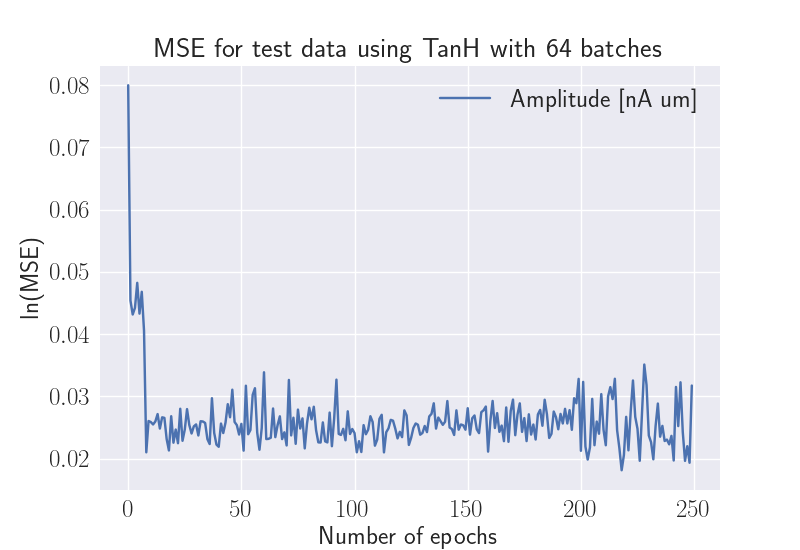 MSE for test data using TanH with 64 batches
Amplitude [nA um]
ln(MSE)
0.08
0.07
0.06
0.05
0.04
0.03
0.02
0 50 100 150 200 250
Number of epochs